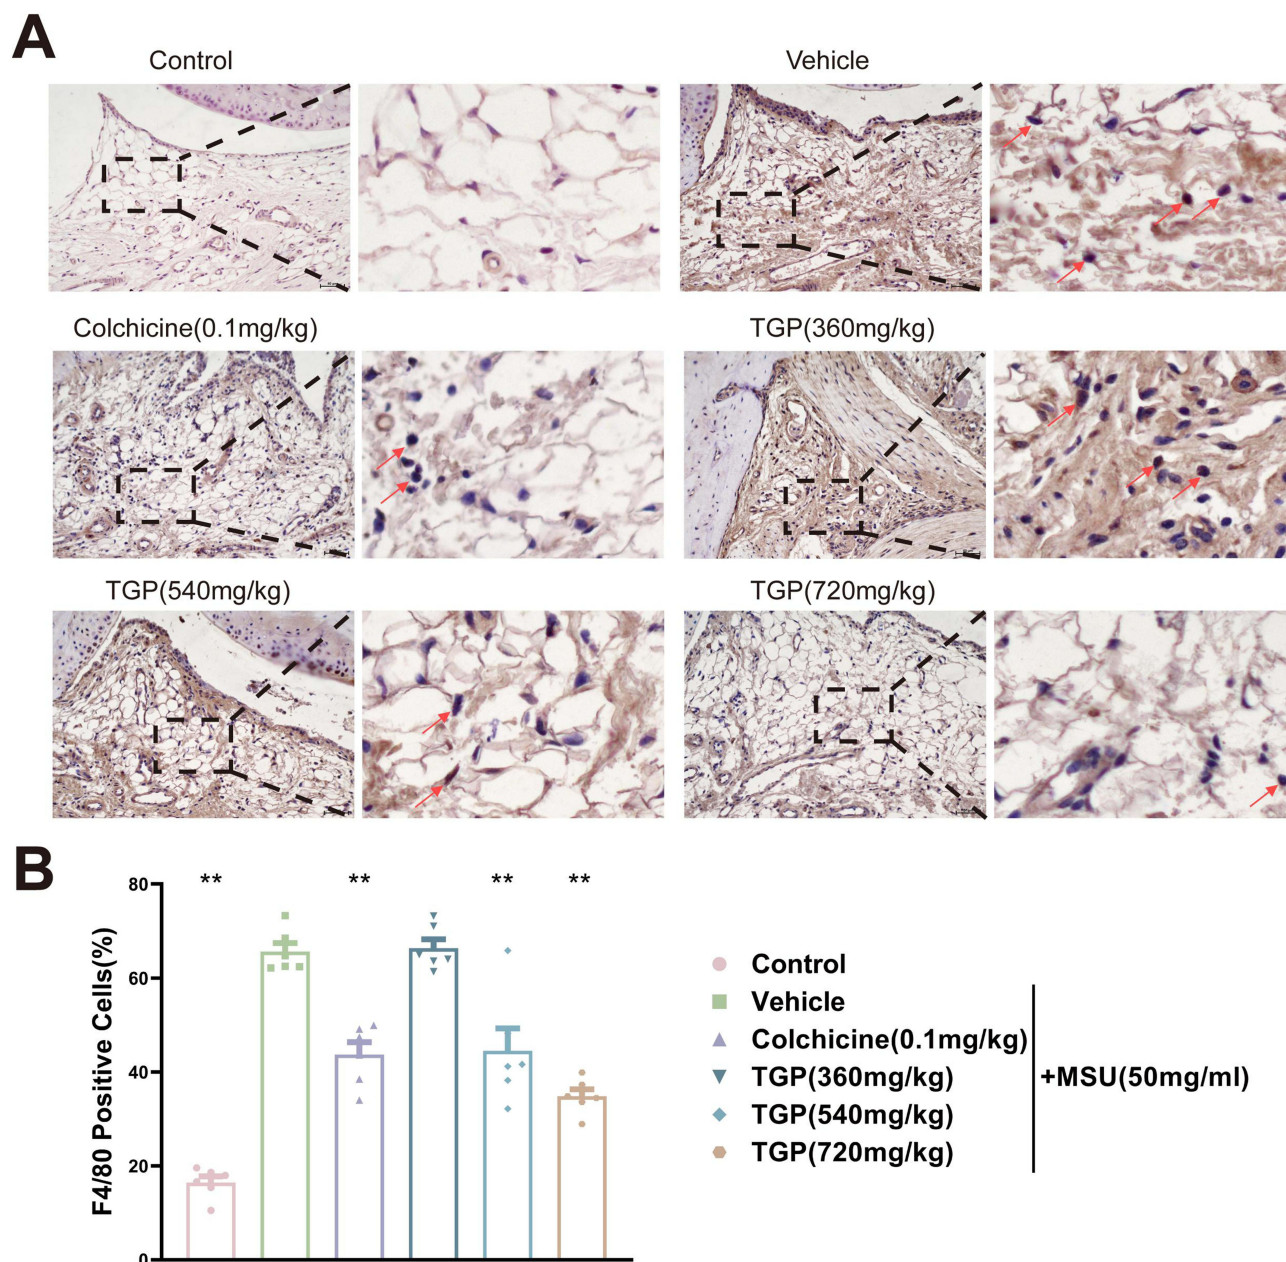 A
Control
Vehicle
Colchicine(0.1mg/kg)
TGP(360mg/kg)
TGP(540mg/kg)
TGP(720mg/kg)
B
F4/80 Positive Cells(%)
80
60
40
20
0
**
**
**
**
Control
Vehicle
Colchicine(0.1mg/kg)
TGP(360mg/kg)
TGP(540mg/kg)
TGP(720mg/kg)
+MSU(50mg/ml)